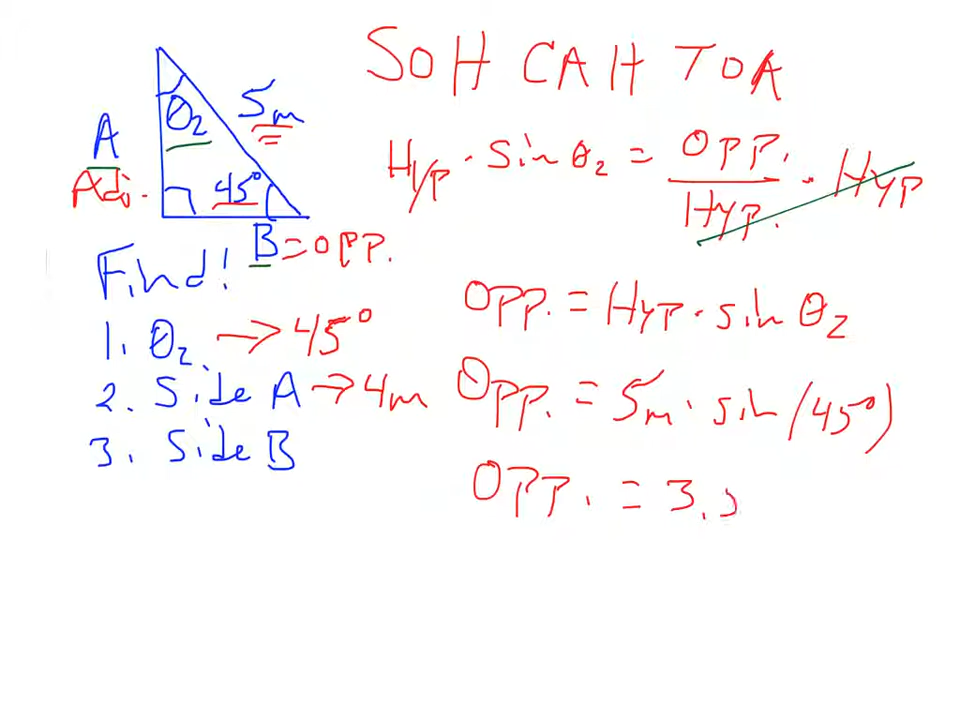 SOH CAH TOA
θ₂
5m
A
Adj.
45°
B = OPP.
Hyp · sin θ₂ = OPP. / Hyp. · Hyp
Find!
OPP. = Hyp · sin θ₂
1. θ₂ → 45°
2. Side A → 4m
OPP. = 5m · sin (45°)
3. Side B
OPP. = 3.